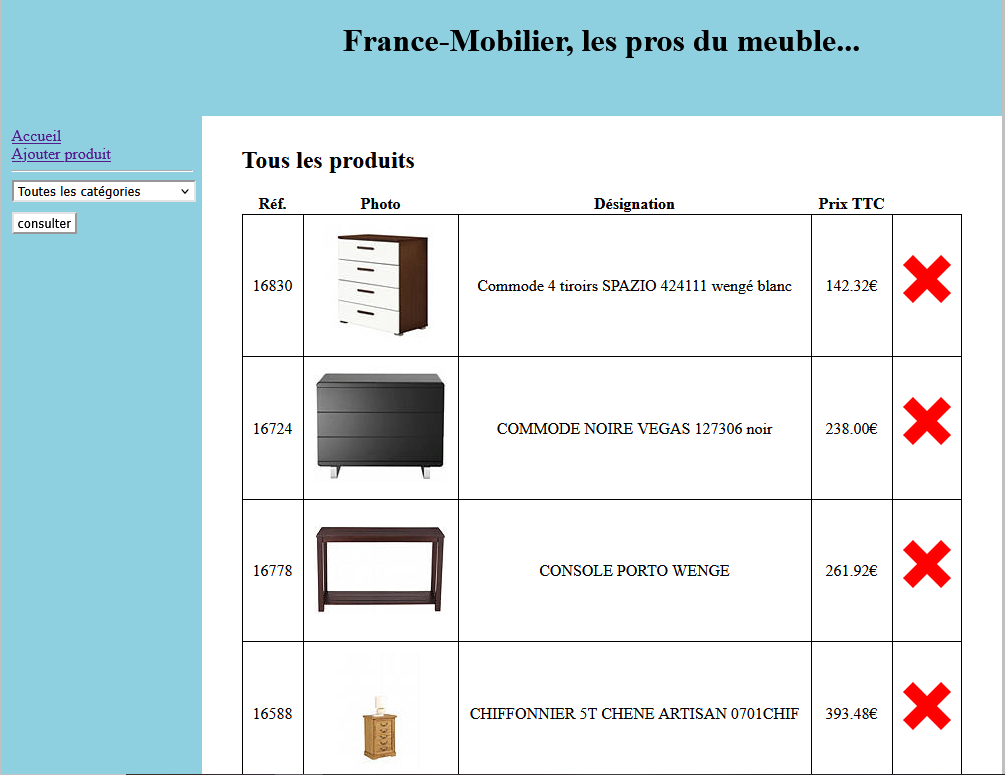 France-Mobilier, les pros du meuble...
Accueil
Ajouter produit
Toutes les catégories
consulter
Tous les produits
Réf. Photo Désignation Prix TTC
16830 Commode 4 tiroirs SPAZIO 424111 wengé blanc 142.32€
16724 COMMODE NOIRE VEGAS 127306 noir 238.00€
16778 CONSOLE PORTO WENGE 261.92€
16588 CHIFFONNIER 5T CHENE ARTISAN 0701CHIF 393.48€